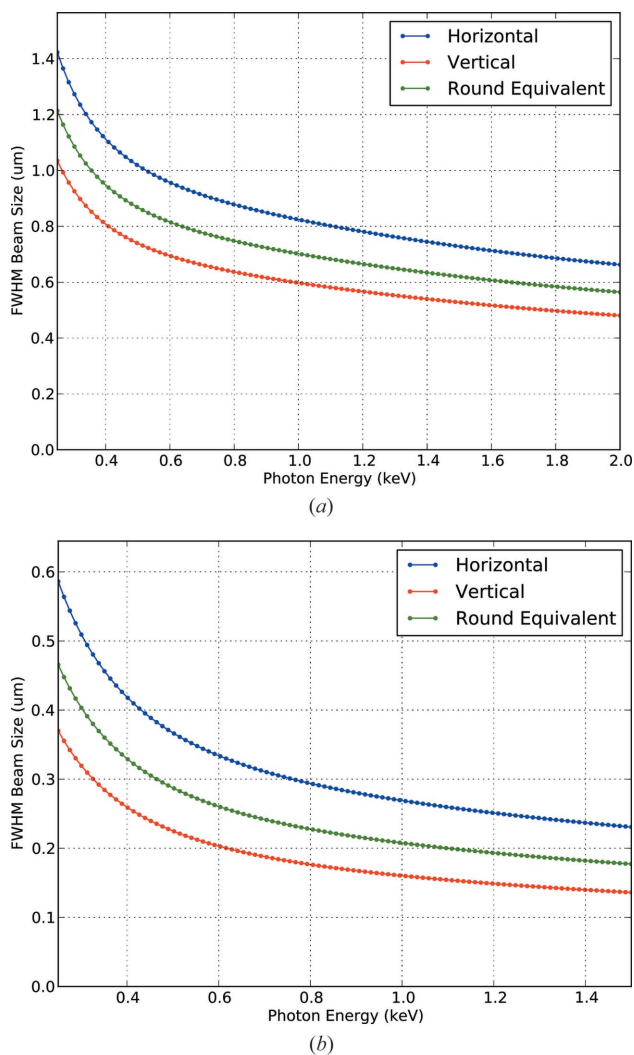 1.4
1.2
1.0
0.8
0.6
0.4
0.2
0.0
FWHM Beam Size (um)
Horizontal
Vertical
Round Equivalent
0.4 0.6 0.8 1.0 1.2 1.4 1.6 1.8 2.0
Photon Energy (keV)
(a)
0.6
0.5
0.4
0.3
0.2
0.1
0.0
FWHM Beam Size (um)
Horizontal
Vertical
Round Equivalent
0.4 0.6 0.8 1.0 1.2 1.4
Photon Energy (keV)
(b)